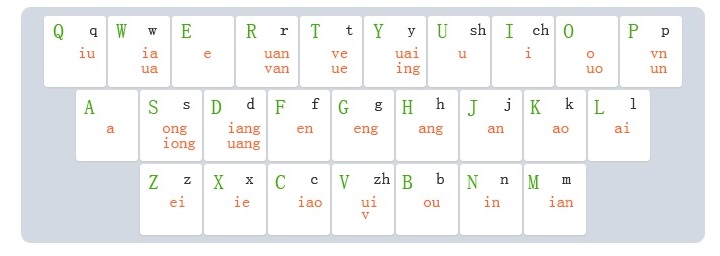 Q q W w E R r T t Y y U sh I ch O P p
iu ia e uan ve uai u i o vn
ua van ue ing uo un
A S s D d F f G g H h J j K k L l
a ong iang en eng ang an ao ai
iong uang
Z z X x C c V zh B b N n M m
ei ie iao ui ou in ian
v